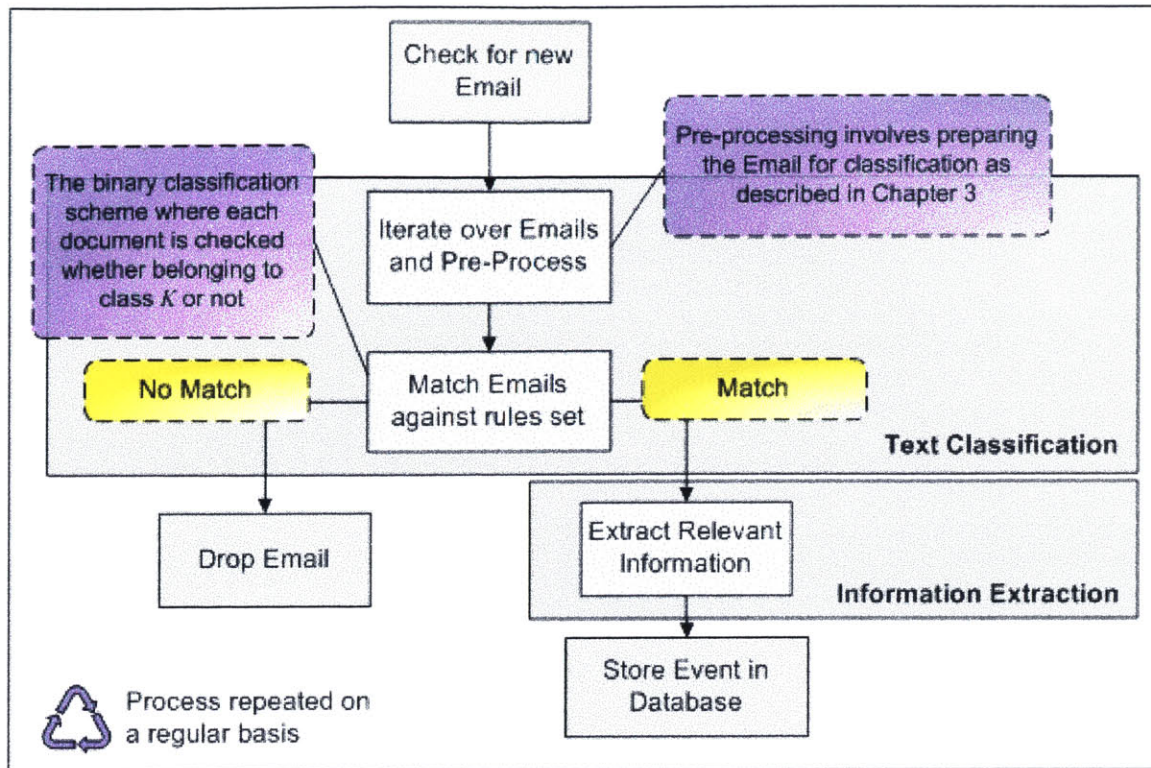 Check for new
Email
Pre-processing involves preparing
the Email for classification as
described in Chapter 3
The binary classification
scheme where each
document is checked
whether belonging to
class K or not
Iterate over Emails
and Pre-Process
No Match
Match Emails
against rules set
Match
Text Classification
Drop Email
Extract Relevant
Information
Information Extraction
Store Event in
Database
Process repeated on
a regular basis